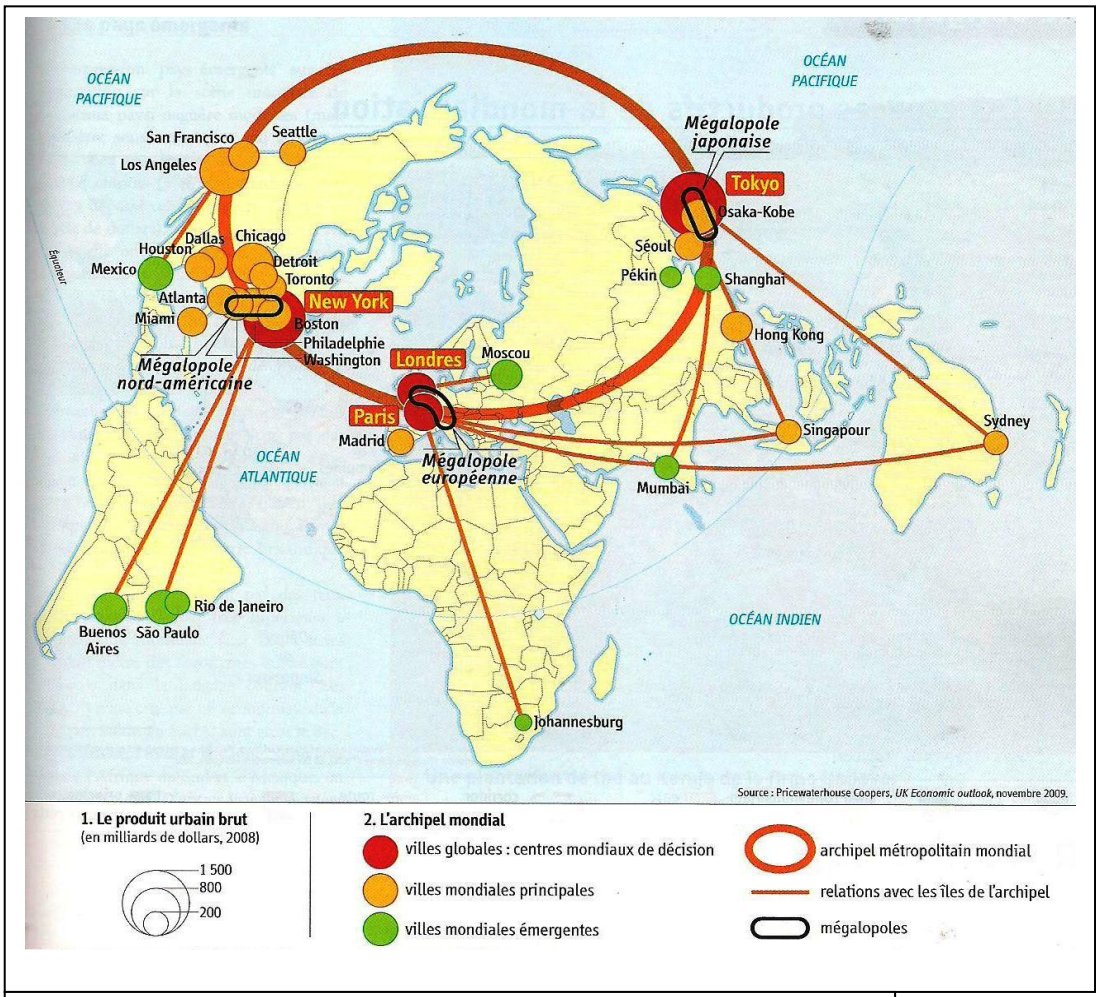 OCÉAN
PACIFIQUE
OCÉAN
PACIFIQUE
San Francisco
Seattle
Los Angeles
Mégalopole
japonaise
Tokyo
Osaka-Kobe
Séoul
Pékin
Shanghai
Hong Kong
Équateur
Dallas
Chicago
Houston
Detroit
Mexico
Toronto
Atlanta
New York
Miami
Boston
Philadelphie
Washington
Mégalopole
nord-américaine
Londres
Moscou
Paris
Madrid
Mégalopole
européenne
Singapour
Sydney
Mumbai
OCÉAN
ATLANTIQUE
Buenos
Aires
São Paulo
Rio de Janeiro
OCÉAN INDIEN
Johannesburg
Source : Pricewaterhouse Coopers, UK Economic outlook, novembre 2009.
1. Le produit urbain brut
(en milliards de dollars, 2008)
1 500
800
200
2. L'archipel mondial
villes globales : centres mondiaux de décision
villes mondiales principales
villes mondiales émergentes
archipel métropolitain mondial
relations avec les îles de l'archipel
mégalopoles